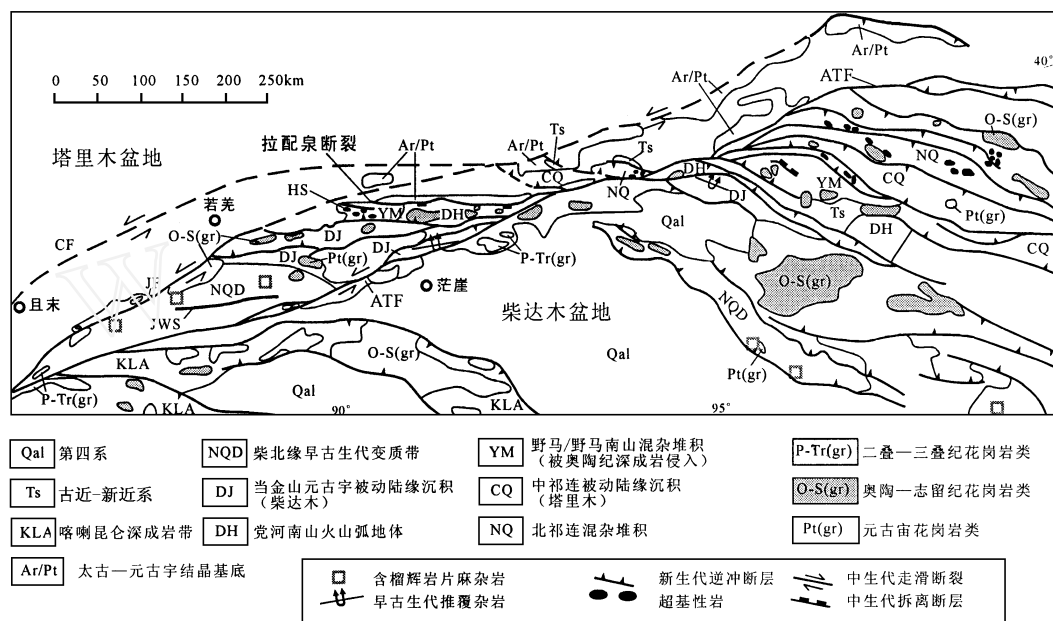 Ar/Pt
40°
0 50 100 150 200 250km
Ar/Pt
ATF
O-S(gr)
Ts
塔里木盆地
拉配泉断裂
Ar/Pt
Ar/Pt
Ts
NQ
CQ
NQ
DH
YM
CQ
HS
YM
DH
DJ
Pt(gr)
若羌
Qal
Ts
O-S(gr)
DJ
DJ
DH
CQ
CF
DJ
Pt(gr)
P-Tr(gr)
JF
NQD
ATF
茫崖
O-S(gr)
且末
柴达木盆地
NQD
JWS
KLA
O-S(gr)
Qal
Pt(gr)
P-Tr(gr)
Qal
KLA
90°
KLA
95°
Qal 第四系
NQD 柴北缘早古生代变质带
YM 野马/野马南山混杂堆积
(被奥陶纪深成岩侵入)
P-Tr(gr) 二叠—三叠纪花岗岩类
Ts 古近-新近系
DJ 当金山元古宇被动陆缘沉积
(柴达木)
CQ 中祁连被动陆缘沉积
(塔里木)
O-S(gr) 奥陶—志留纪花岗岩类
KLA 喀喇昆仑深成岩带
DH 党河南山火山弧地体
NQ 北祁连混杂堆积
Pt(gr) 元古宙花岗岩类
Ar/Pt 太古—元古宇结晶基底
含榴辉岩片麻杂岩
新生代逆冲断层
中生代走滑断裂
早古生代推覆杂岩
超基性岩
中生代拆离断层